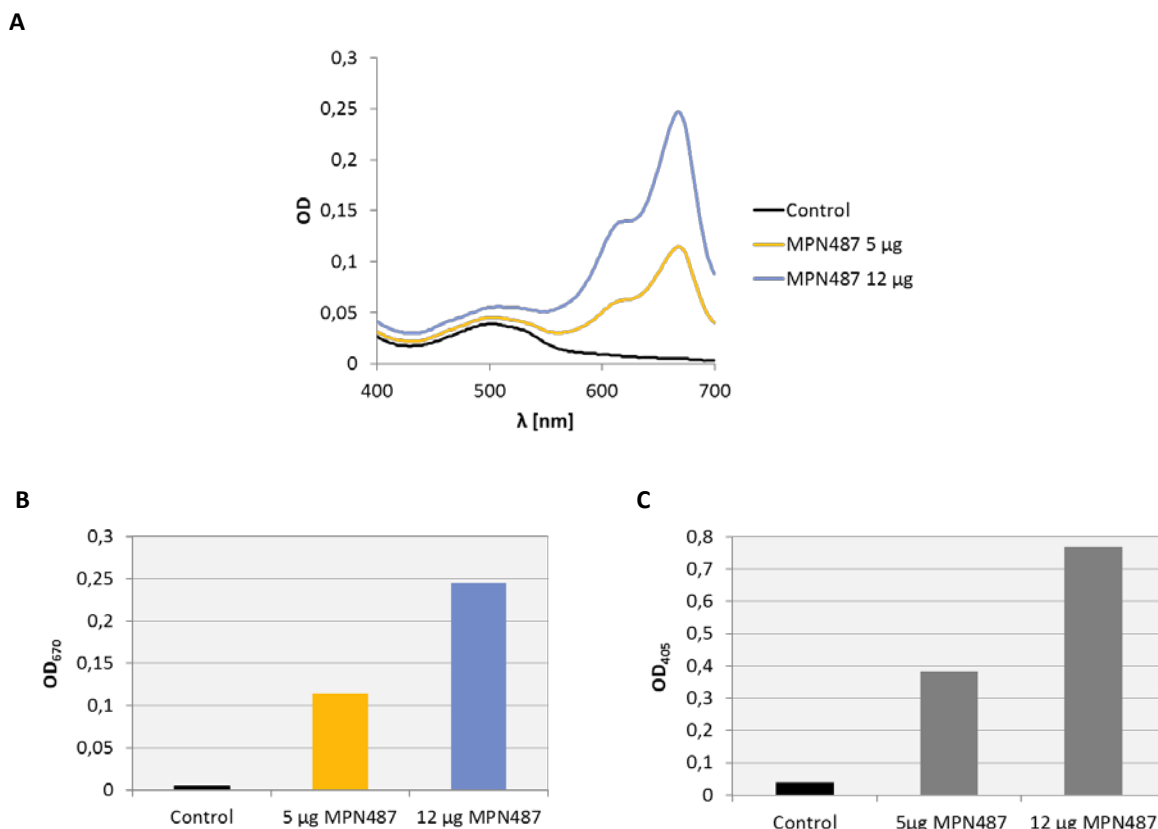 A
0,3
0,25
0,2
0,15
0,1
0,05
0
OD
400 500 600 700
λ [nm]
Control
MPN487 5 µg
MPN487 12 µg
B
0,3
0,25
0,2
0,15
0,1
0,05
0
OD670
Control 5 µg MPN487 12 µg MPN487
C
0,8
0,7
0,6
0,5
0,4
0,3
0,2
0,1
0
OD405
Control 5µg MPN487 12 µg MPN487